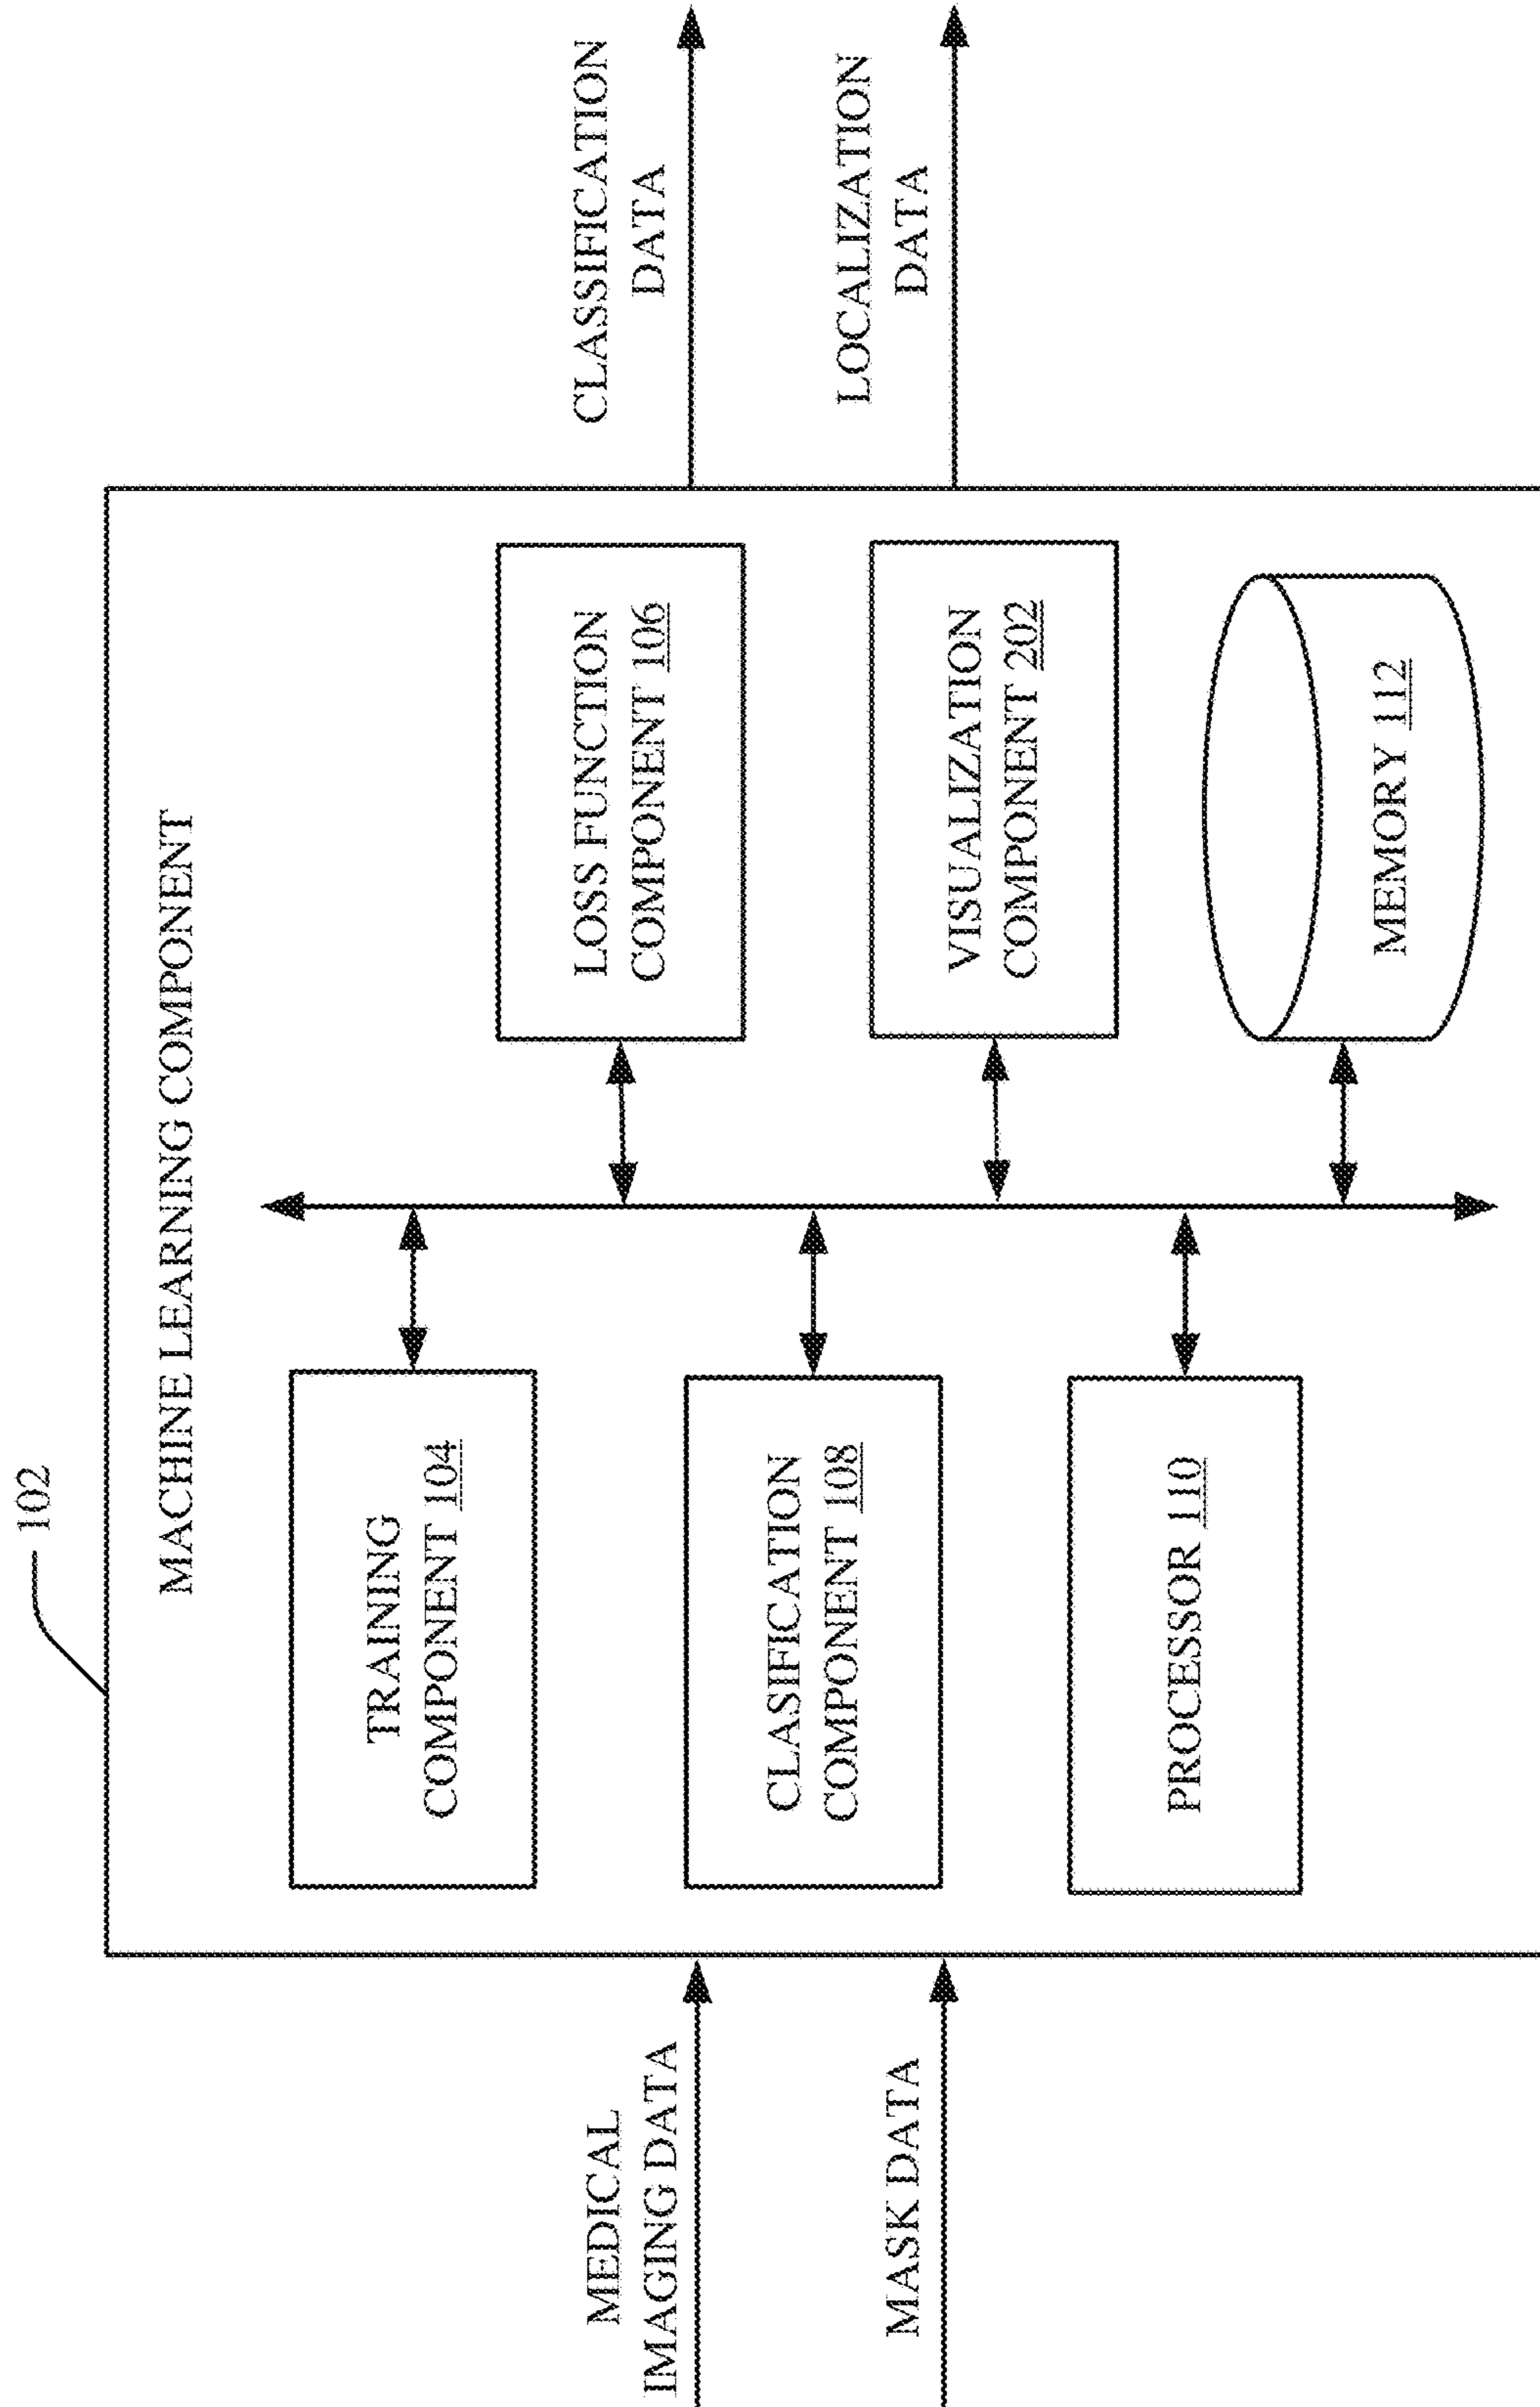 102
MACHINE LEARNING COMPONENT
MEDICAL
IMAGING DATA
MASK DATA
TRAINING
COMPONENT 104
CLASIFICATION
COMPONENT 108
PROCESSOR 110
LOSS FUNCTION
COMPONENT 106
VISUALIZATION
COMPONENT 202
MEMORY 112
CLASSIFICATION
DATA
LOCALIZATION
DATA